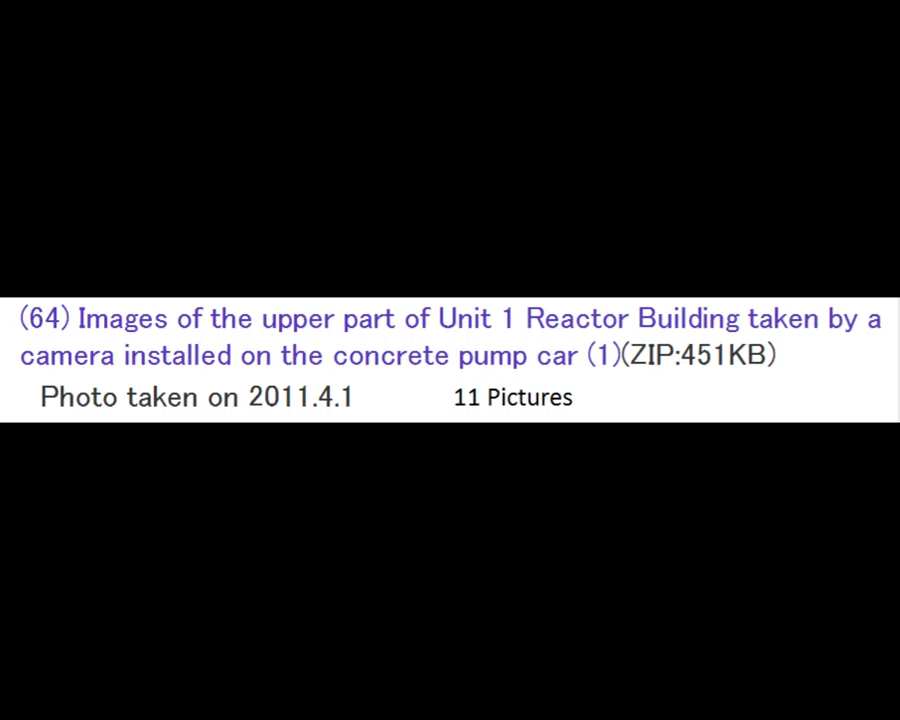 (64) Images of the upper part of Unit 1 Reactor Building taken by a
camera installed on the concrete pump car (1)(ZIP:451KB)
Photo taken on 2011.4.1 11 Pictures